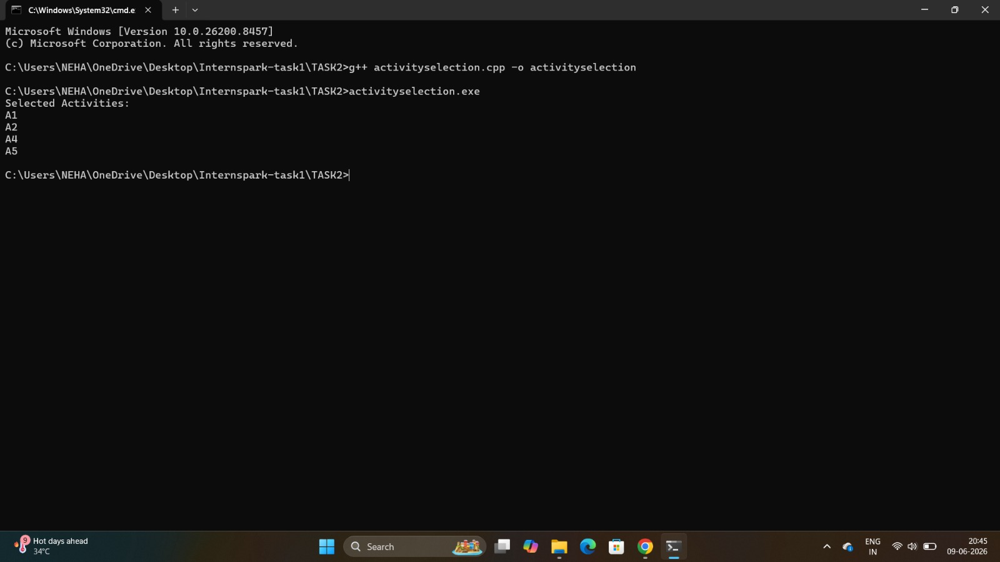 C:\Windows\System32\cmd.e
Microsoft Windows [Version 10.0.26200.8457]
(c) Microsoft Corporation. All rights reserved.
C:\Users\NEHA\OneDrive\Desktop\Internspark-task1\TASK2>g++ activityselection.cpp -o activityselection
C:\Users\NEHA\OneDrive\Desktop\Internspark-task1\TASK2>activityselection.exe
Selected Activities:
A1
A2
A4
A5
C:\Users\NEHA\OneDrive\Desktop\Internspark-task1\TASK2>
9
Hot days ahead
34°C
Search
ENG
IN
20:45
09-06-2026